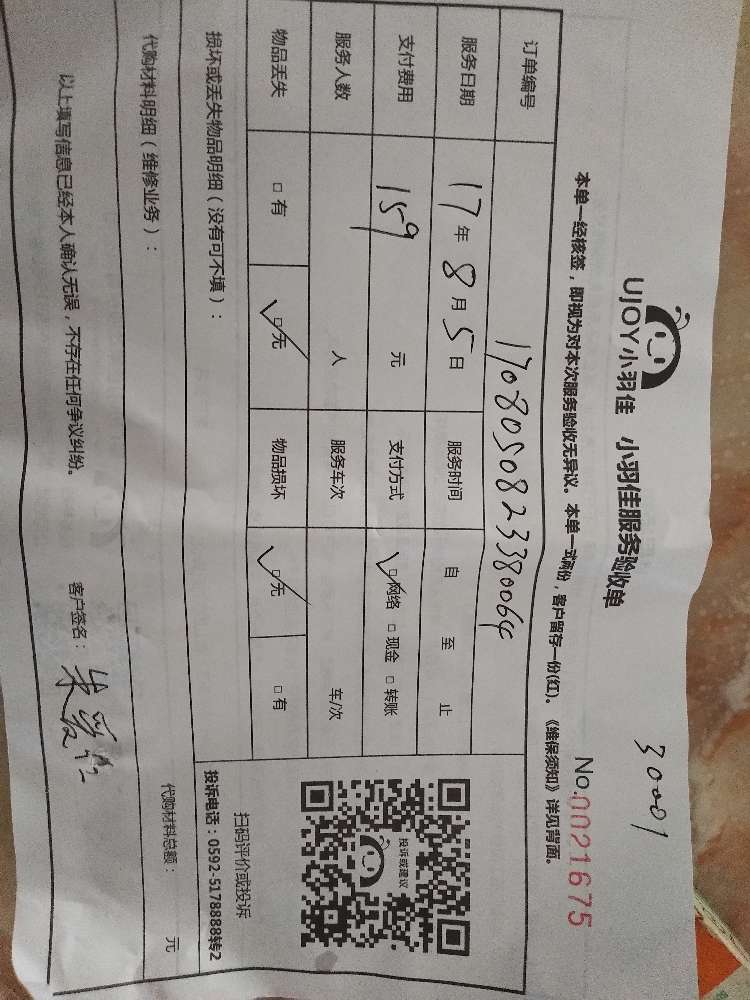 30001
UJOY小羽佳 小羽佳服务验收单
No.0021675
本单一经核签，即视为对本次服务验收无异议。本单一式两份，客户留存一份(红)。《维保须知》详见背面。
订单编号 1708050823380064
服务日期 17年8月5日 服务时间 自 至 止
支付费用 159 元 支付方式 网络 现金 转账
服务人数 人 服务车次 车/次
物品丢失 有 无 物品损坏 无 有
损坏或丢失物品明细（没有可不填）：
代购材料明细（维修业务）： 代购材料总额： 元
以上填写信息已经本人确认无误，不存在任何争议纠纷。 客户签名：
投诉或建议
扫码评价或投诉
投诉电话：0592-5178888转2